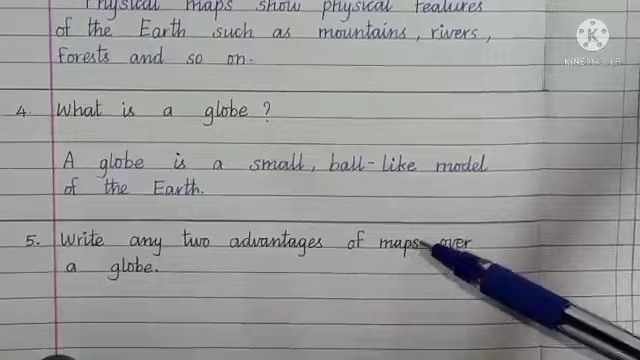 Physical maps show physical features
of the Earth such as mountains, rivers,
Forests and so on.
4. What is a globe?
A globe is a small, ball-like model
of the Earth.
5. Write any two advantages of maps over
a globe.
KINEMASTER